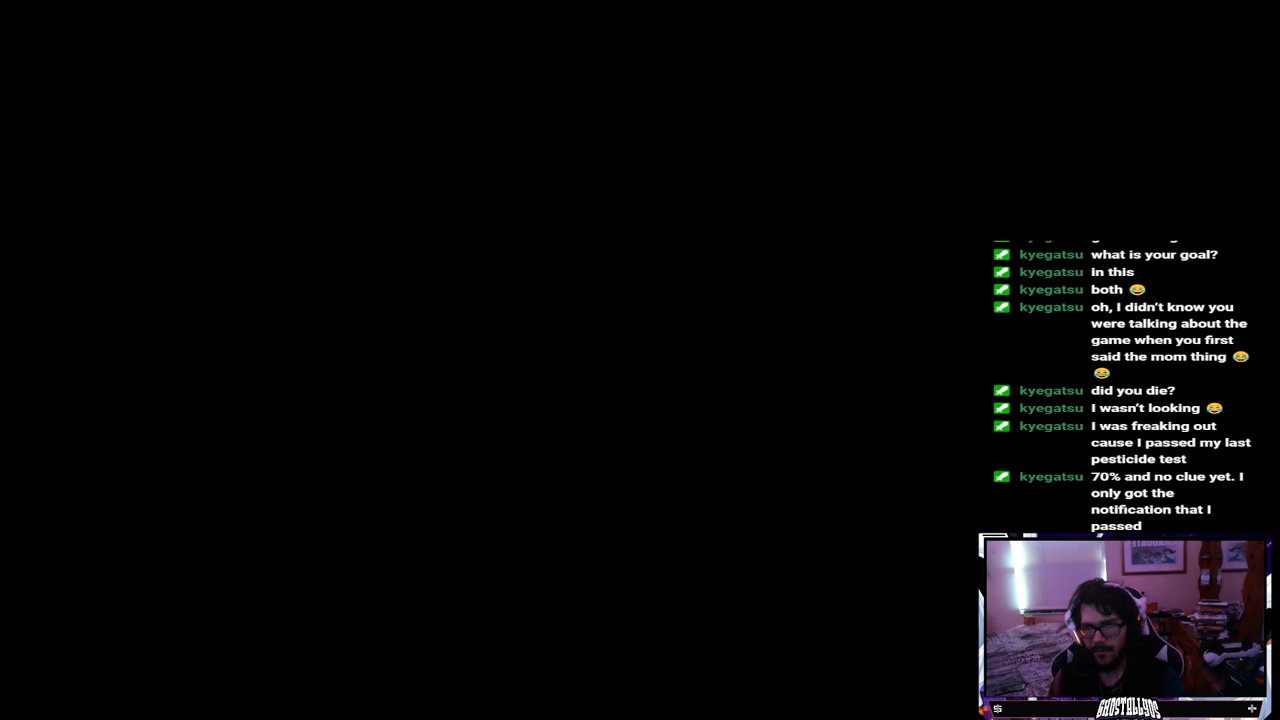 kyegatsu what is your goal?
kyegatsu in this
kyegatsu both 😂
kyegatsu oh, I didn't know you
were talking about the
game when you first
said the mom thing 😂
😂
kyegatsu did you die?
kyegatsu I wasn't looking 😂
kyegatsu I was freaking out
cause I passed my last
pesticide test
kyegatsu 70% and no clue yet. I
only got the
notification that I
passed
$ GHOSTALLY05 +